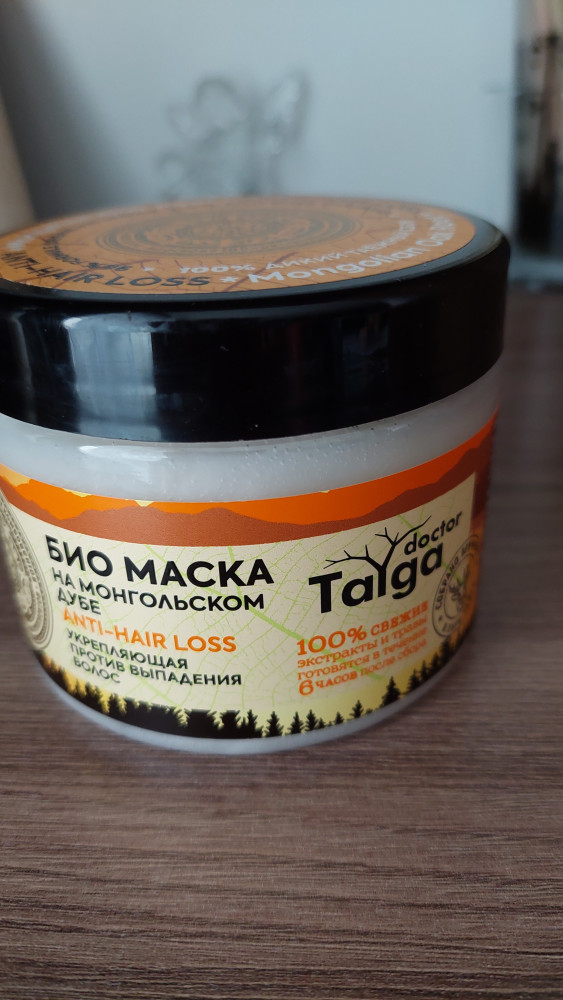 ANTI-HAIR LOSS • Mongolian
100%
БИО МАСКА
НА МОНГОЛЬСКОМ
ДУБЕ
ANTI-HAIR LOSS
УКРЕПЛЯЮЩАЯ
ПРОТИВ ВЫПАДЕНИЯ
ВОЛОС
doctor
Taiga
100% СВЕЖИЕ
экстракты и травы
готовятся в течение
6 ЧАСОВ после сбора